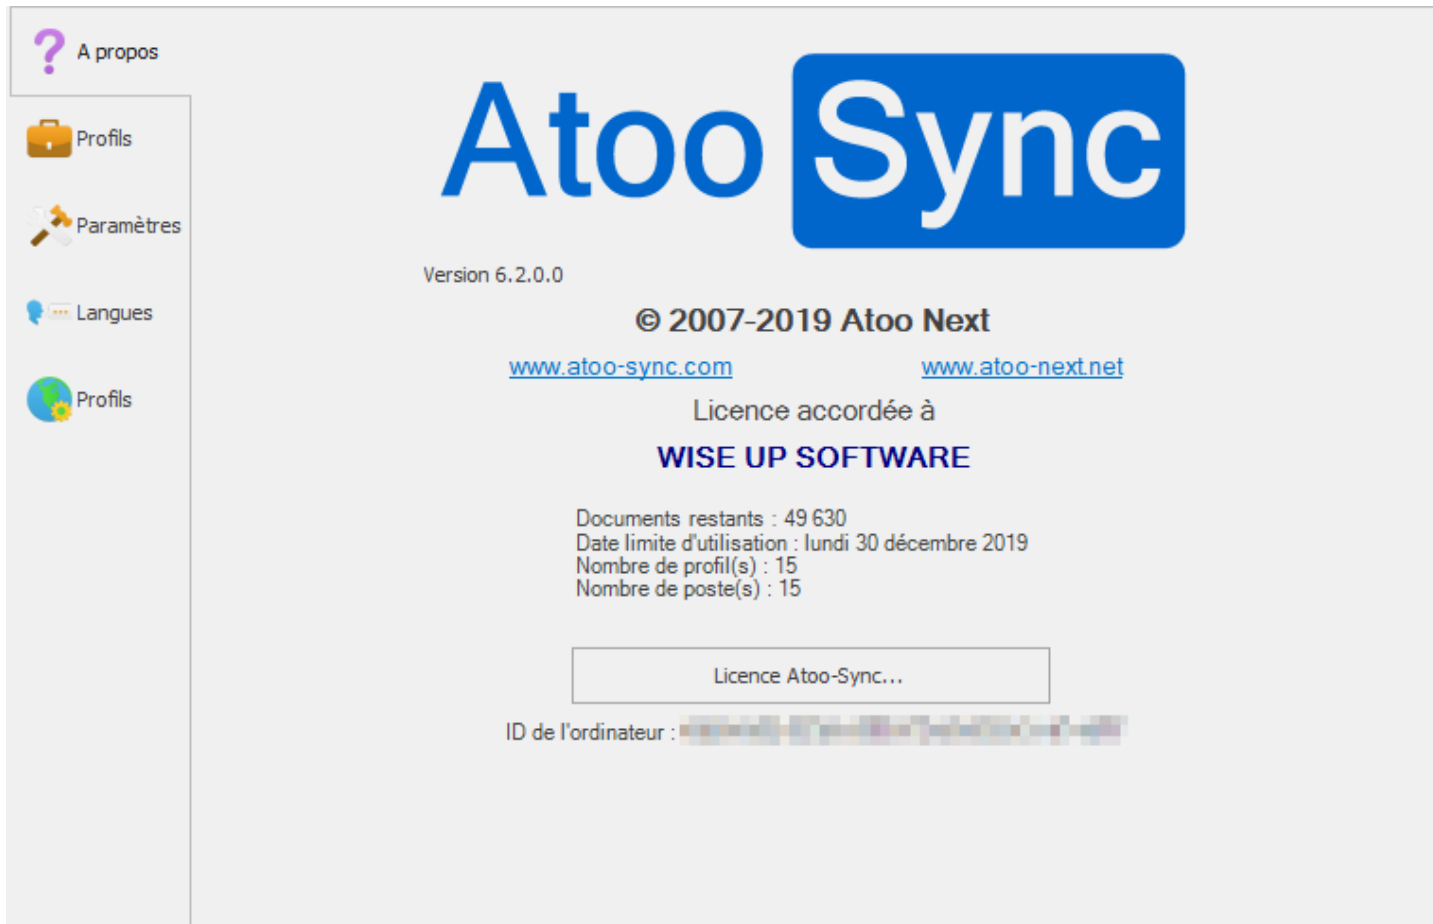 A propos
Profils
Paramètres
Langues
Profils
Atoo Sync
Version 6.2.0.0
© 2007-2019 Atoo Next
www.atoo-sync.com www.atoo-next.net
Licence accordée à
WISE UP SOFTWARE
Documents restants : 49 630
Date limite d'utilisation : lundi 30 décembre 2019
Nombre de profil(s) : 15
Nombre de poste(s) : 15
Licence Atoo-Sync...
ID de l'ordinateur :